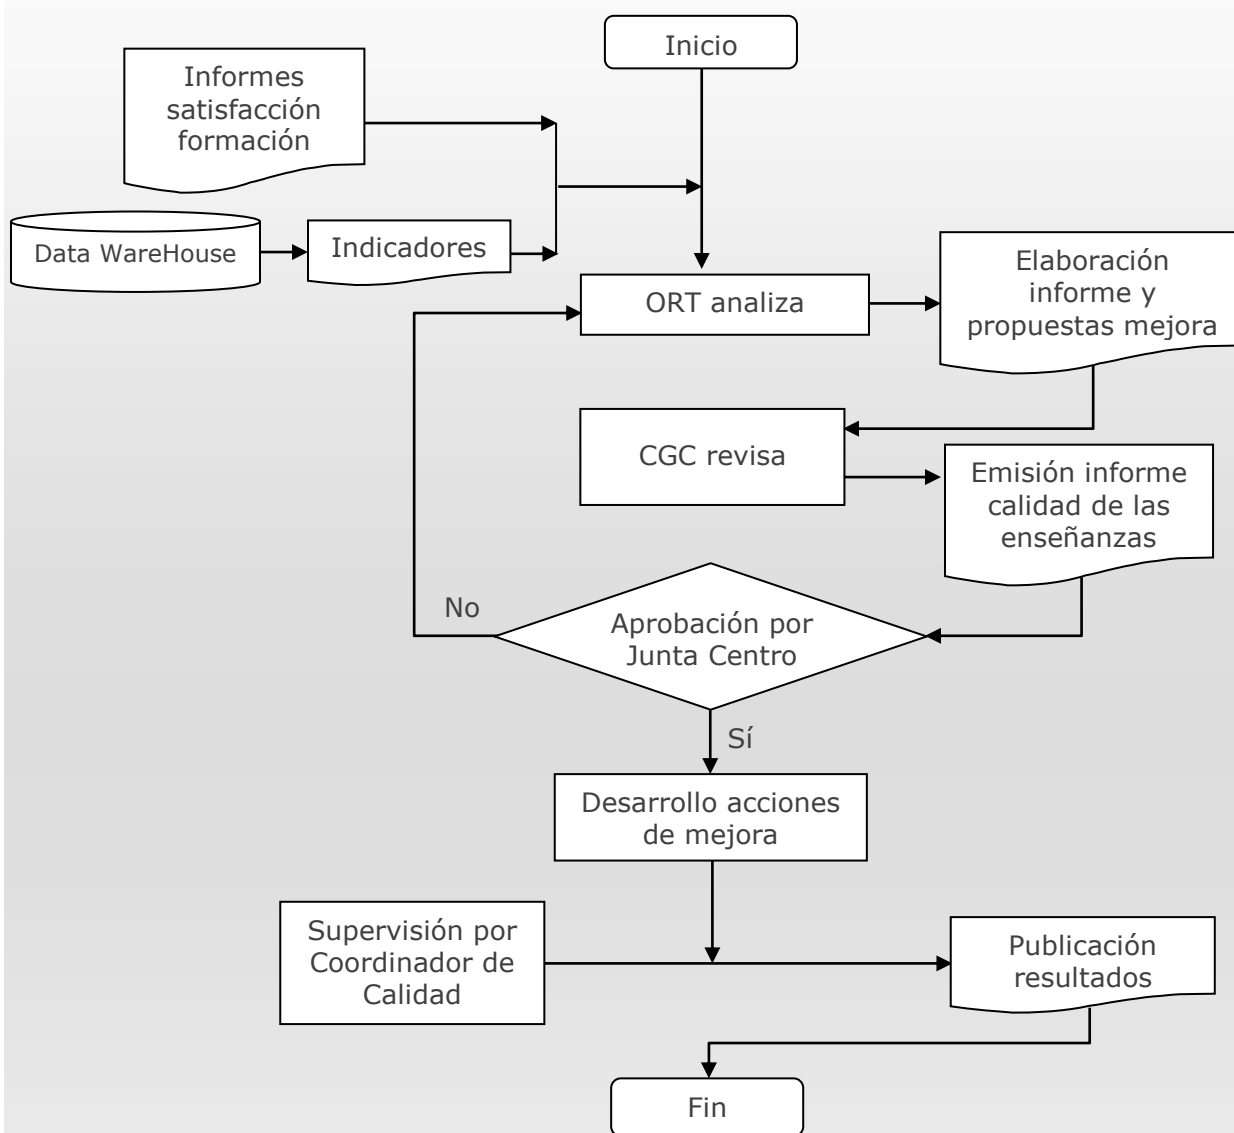 Inicio
Informes
satisfacción
formación
Data WareHouse
Indicadores
ORT analiza
Elaboración
informe y
propuestas mejora
CGC revisa
Emisión informe
calidad de las
enseñanzas
No
Aprobación por
Junta Centro
Sí
Desarrollo acciones
de mejora
Supervisión por
Coordinador de
Calidad
Publicación
resultados
Fin